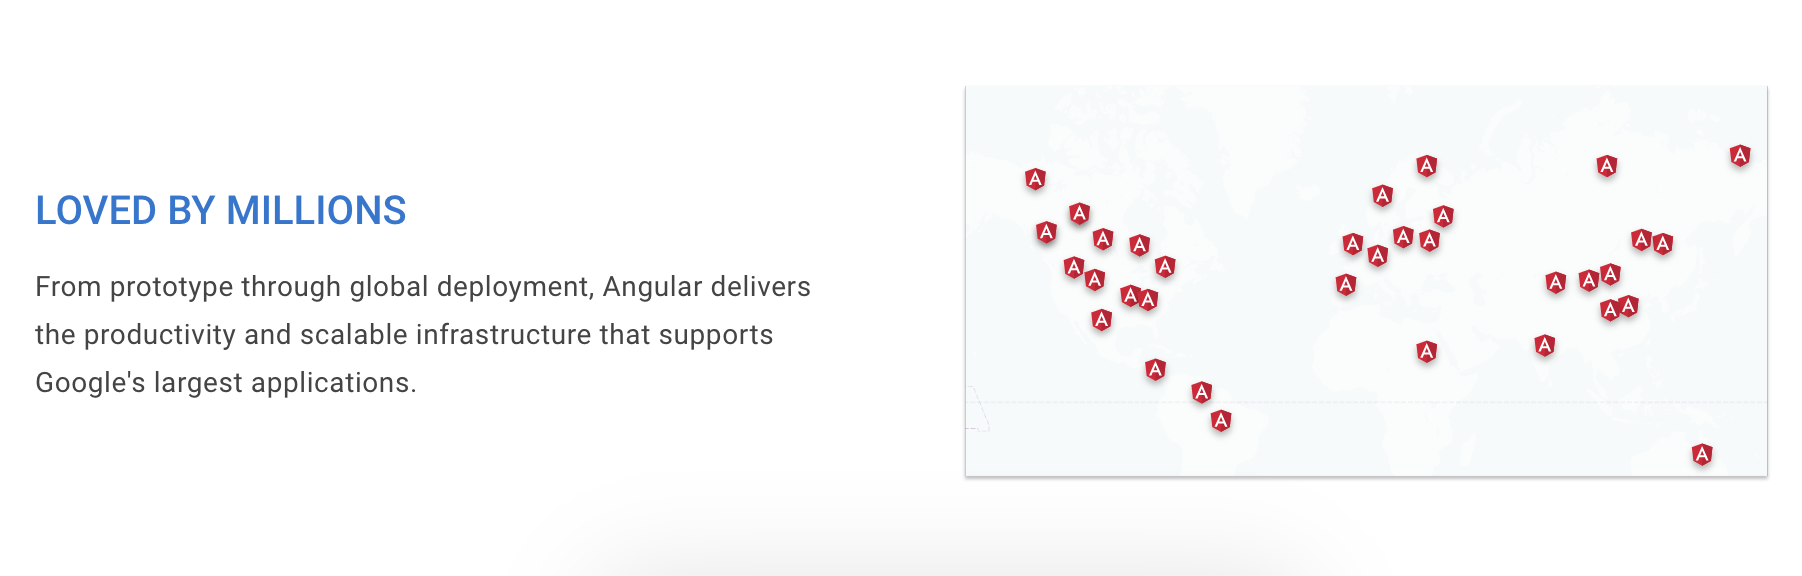 LOVED BY MILLIONS
From prototype through global deployment, Angular delivers
the productivity and scalable infrastructure that supports
Google's largest applications.